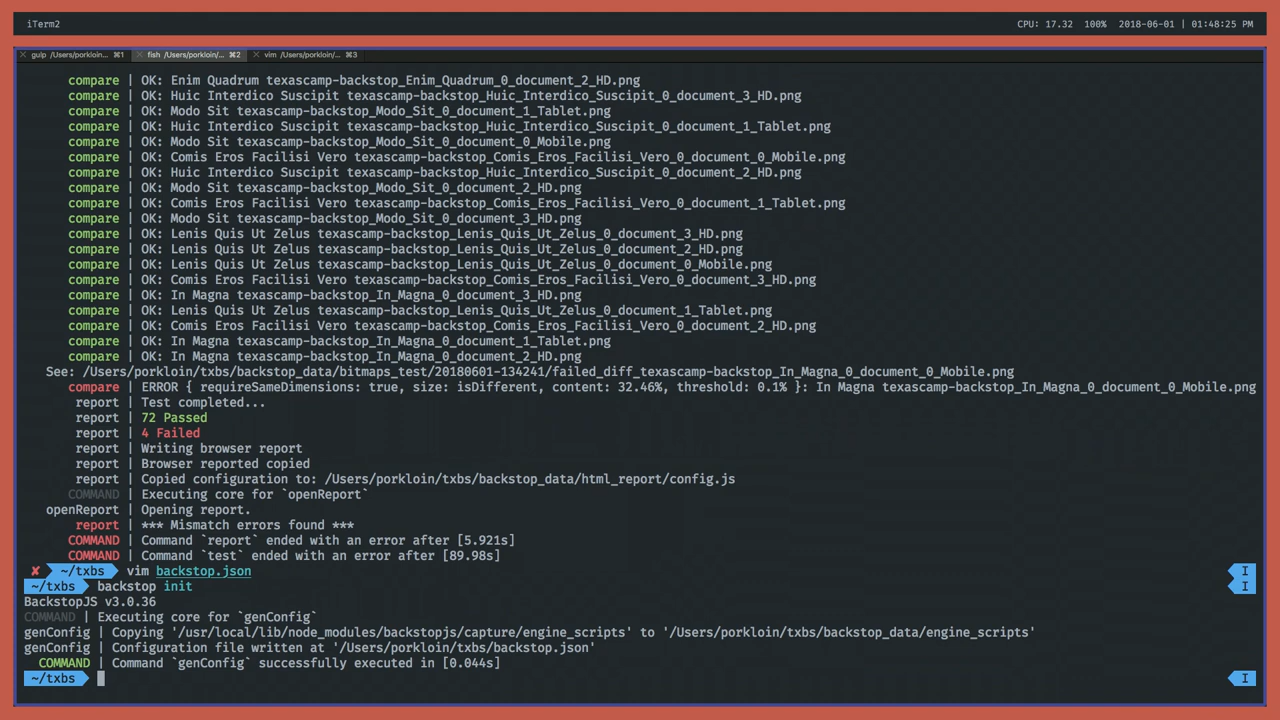 iTerm2
CPU: 17.32  100%  2018-06-01 | 01:48:25 PM
× gulp /Users/porkloin... ⌘1 × fish /Users/porkloin/... ⌘2 × vim /Users/porkloin/... ⌘3
compare | OK: Enim Quadrum texascamp-backstop_Enim_Quadrum_0_document_2_HD.png
compare | OK: Huic Interdico Suscipit texascamp-backstop_Huic_Interdico_Suscipit_0_document_3_HD.png
compare | OK: Modo Sit texascamp-backstop_Modo_Sit_0_document_1_Tablet.png
compare | OK: Huic Interdico Suscipit texascamp-backstop_Huic_Interdico_Suscipit_0_document_1_Tablet.png
compare | OK: Modo Sit texascamp-backstop_Modo_Sit_0_document_0_Mobile.png
compare | OK: Comis Eros Facilisi Vero texascamp-backstop_Comis_Eros_Facilisi_Vero_0_document_0_Mobile.png
compare | OK: Huic Interdico Suscipit texascamp-backstop_Huic_Interdico_Suscipit_0_document_2_HD.png
compare | OK: Modo Sit texascamp-backstop_Modo_Sit_0_document_2_HD.png
compare | OK: Comis Eros Facilisi Vero texascamp-backstop_Comis_Eros_Facilisi_Vero_0_document_1_Tablet.png
compare | OK: Modo Sit texascamp-backstop_Modo_Sit_0_document_3_HD.png
compare | OK: Lenis Quis Ut Zelus texascamp-backstop_Lenis_Quis_Ut_Zelus_0_document_3_HD.png
compare | OK: Lenis Quis Ut Zelus texascamp-backstop_Lenis_Quis_Ut_Zelus_0_document_2_HD.png
compare | OK: Lenis Quis Ut Zelus texascamp-backstop_Lenis_Quis_Ut_Zelus_0_document_0_Mobile.png
compare | OK: Comis Eros Facilisi Vero texascamp-backstop_Comis_Eros_Facilisi_Vero_0_document_3_HD.png
compare | OK: In Magna texascamp-backstop_In_Magna_0_document_3_HD.png
compare | OK: Lenis Quis Ut Zelus texascamp-backstop_Lenis_Quis_Ut_Zelus_0_document_1_Tablet.png
compare | OK: Comis Eros Facilisi Vero texascamp-backstop_Comis_Eros_Facilisi_Vero_0_document_2_HD.png
compare | OK: In Magna texascamp-backstop_In_Magna_0_document_1_Tablet.png
compare | OK: In Magna texascamp-backstop_In_Magna_0_document_2_HD.png
See: /Users/porkloin/txbs/backstop_data/bitmaps_test/20180601-134241/failed_diff_texascamp-backstop_In_Magna_0_document_0_Mobile.png
compare | ERROR { requireSameDimensions: true, size: isDifferent, content: 32.46%, threshold: 0.1% }: In Magna texascamp-backstop_In_Magna_0_document_0_Mobile.png
report | Test completed...
report | 72 Passed
report | 4 Failed
report | Writing browser report
report | Browser reported copied
report | Copied configuration to: /Users/porkloin/txbs/backstop_data/html_report/config.js
COMMAND | Executing core for `openReport`
openReport | Opening report.
report | *** Mismatch errors found ***
COMMAND | Command `report` ended with an error after [5.921s]
COMMAND | Command `test` ended with an error after [89.98s]
✘ ~/txbs vim backstop.json I
~/txbs backstop init I
BackstopJS v3.0.36
COMMAND | Executing core for `genConfig`
genConfig | Copying '/usr/local/lib/node_modules/backstopjs/capture/engine_scripts' to '/Users/porkloin/txbs/backstop_data/engine_scripts'
genConfig | Configuration file written at '/Users/porkloin/txbs/backstop.json'
COMMAND | Command `genConfig` successfully executed in [0.044s]
~/txbs I